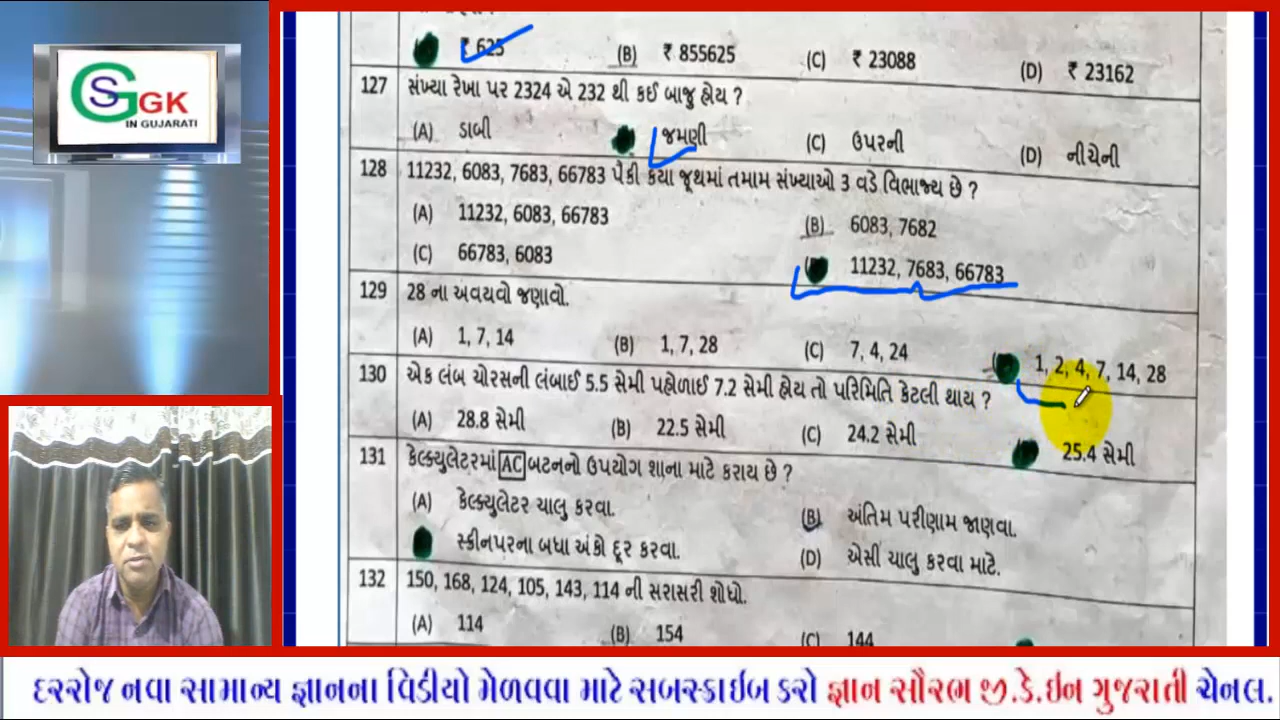 GS GK
IN GUJARATI
₹ 625 (B) ₹ 855625 (C) ₹ 23088 (D) ₹ 23162
127 સંખ્યા રેખા પર 2324 એ 232 થી કઈ બાજુ હોય ?
(A) ડાબી જમણી (C) ઉપરની (D) નીચેની
128 11232, 6083, 7683, 66783 પૈકી કયા જૂથમાં તમામ સંખ્યાઓ 3 વડે વિભાજ્ય છે ?
(A) 11232, 6083, 66783 (B) 6083, 7682
(C) 66783, 6083 11232, 7683, 66783
129 28 ના અવયવો જણાવો.
(A) 1, 7, 14 (B) 1, 7, 28 (C) 7, 4, 24 1, 2, 4, 7, 14, 28
130 એક લંબ ચોરસની લંબાઈ 5.5 સેમી પહોળાઈ 7.2 સેમી હોય તો પરિમિતિ કેટલી થાય ?
(A) 28.8 સેમી (B) 22.5 સેમી (C) 24.2 સેમી 25.4 સેમી
131 કેલ્ક્યુલેટરમાં AC બટનનો ઉપયોગ શાના માટે કરાય છે ?
(A) કેલ્ક્યુલેટર ચાલુ કરવા. (B) અંતિમ પરીણામ જાણવા.
સ્કીનપરના બધા અંકો દૂર કરવા. (D) એસી ચાલુ કરવા માટે.
132 150, 168, 124, 105, 143, 114 ની સરાસરી શોધો.
(A) 114 (B) 154 (C) 144
દરરોજ નવા સામાન્ય જ્ઞાનના વિડીયો મેળવવા માટે સબસ્ક્રાઇબ કરો જ્ઞાન સૌરભ જી.કે.ઇન ગુજરાતી ચેનલ.